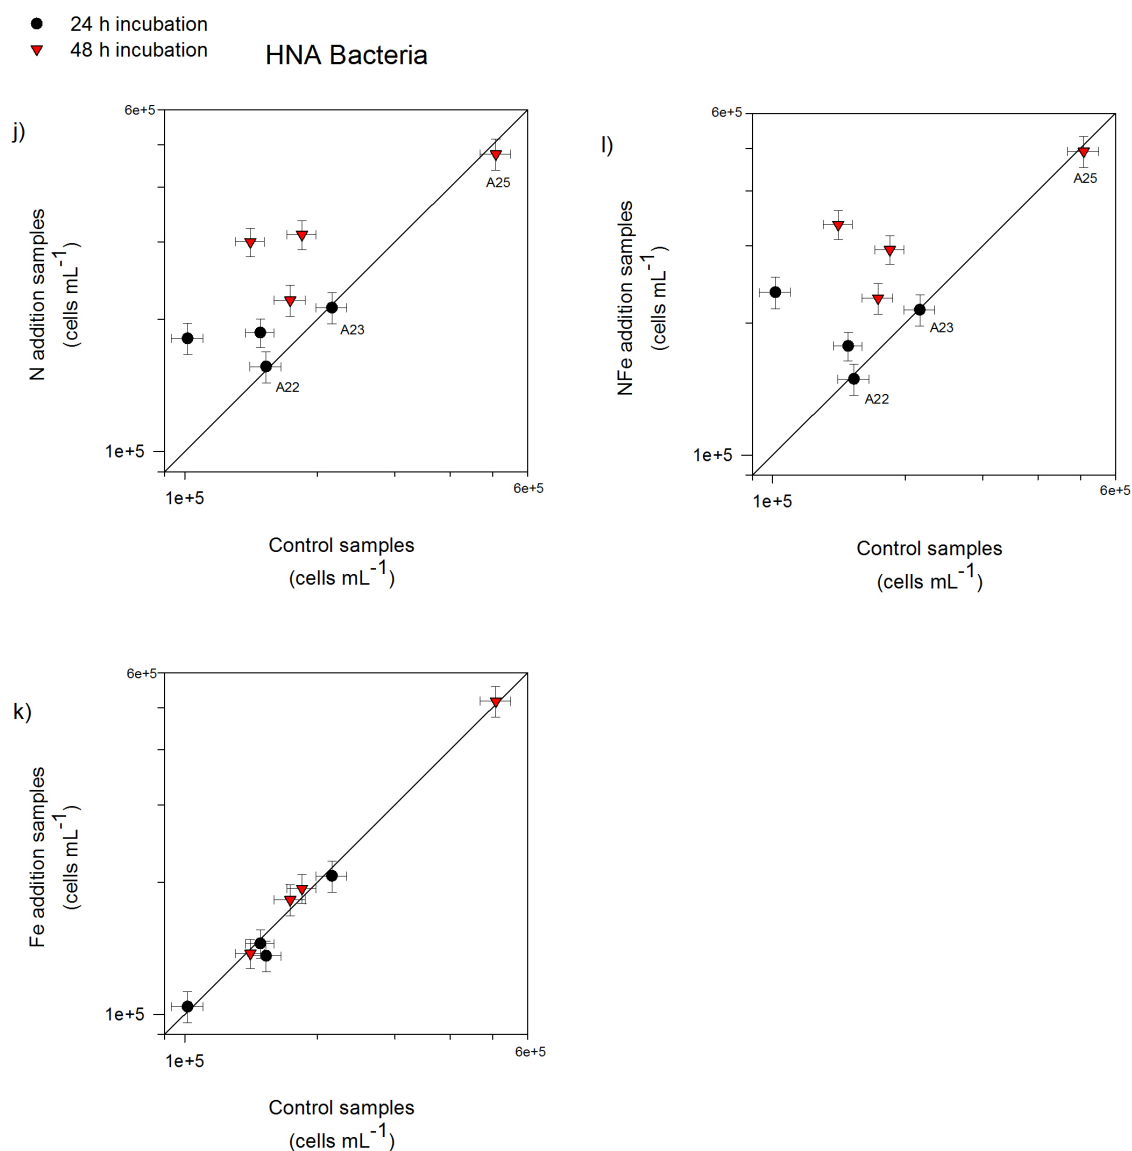 24 h incubation
48 h incubation
HNA Bacteria
j)
6e+5
1e+5
N addition samples
(cells mL-1)
A25
A23
A22
1e+5
6e+5
Control samples
(cells mL-1)
l)
6e+5
1e+5
NFe addition samples
(cells mL-1)
A25
A23
A22
1e+5
6e+5
Control samples
(cells mL-1)
k)
6e+5
1e+5
Fe addition samples
(cells mL-1)
1e+5
6e+5
Control samples
(cells mL-1)